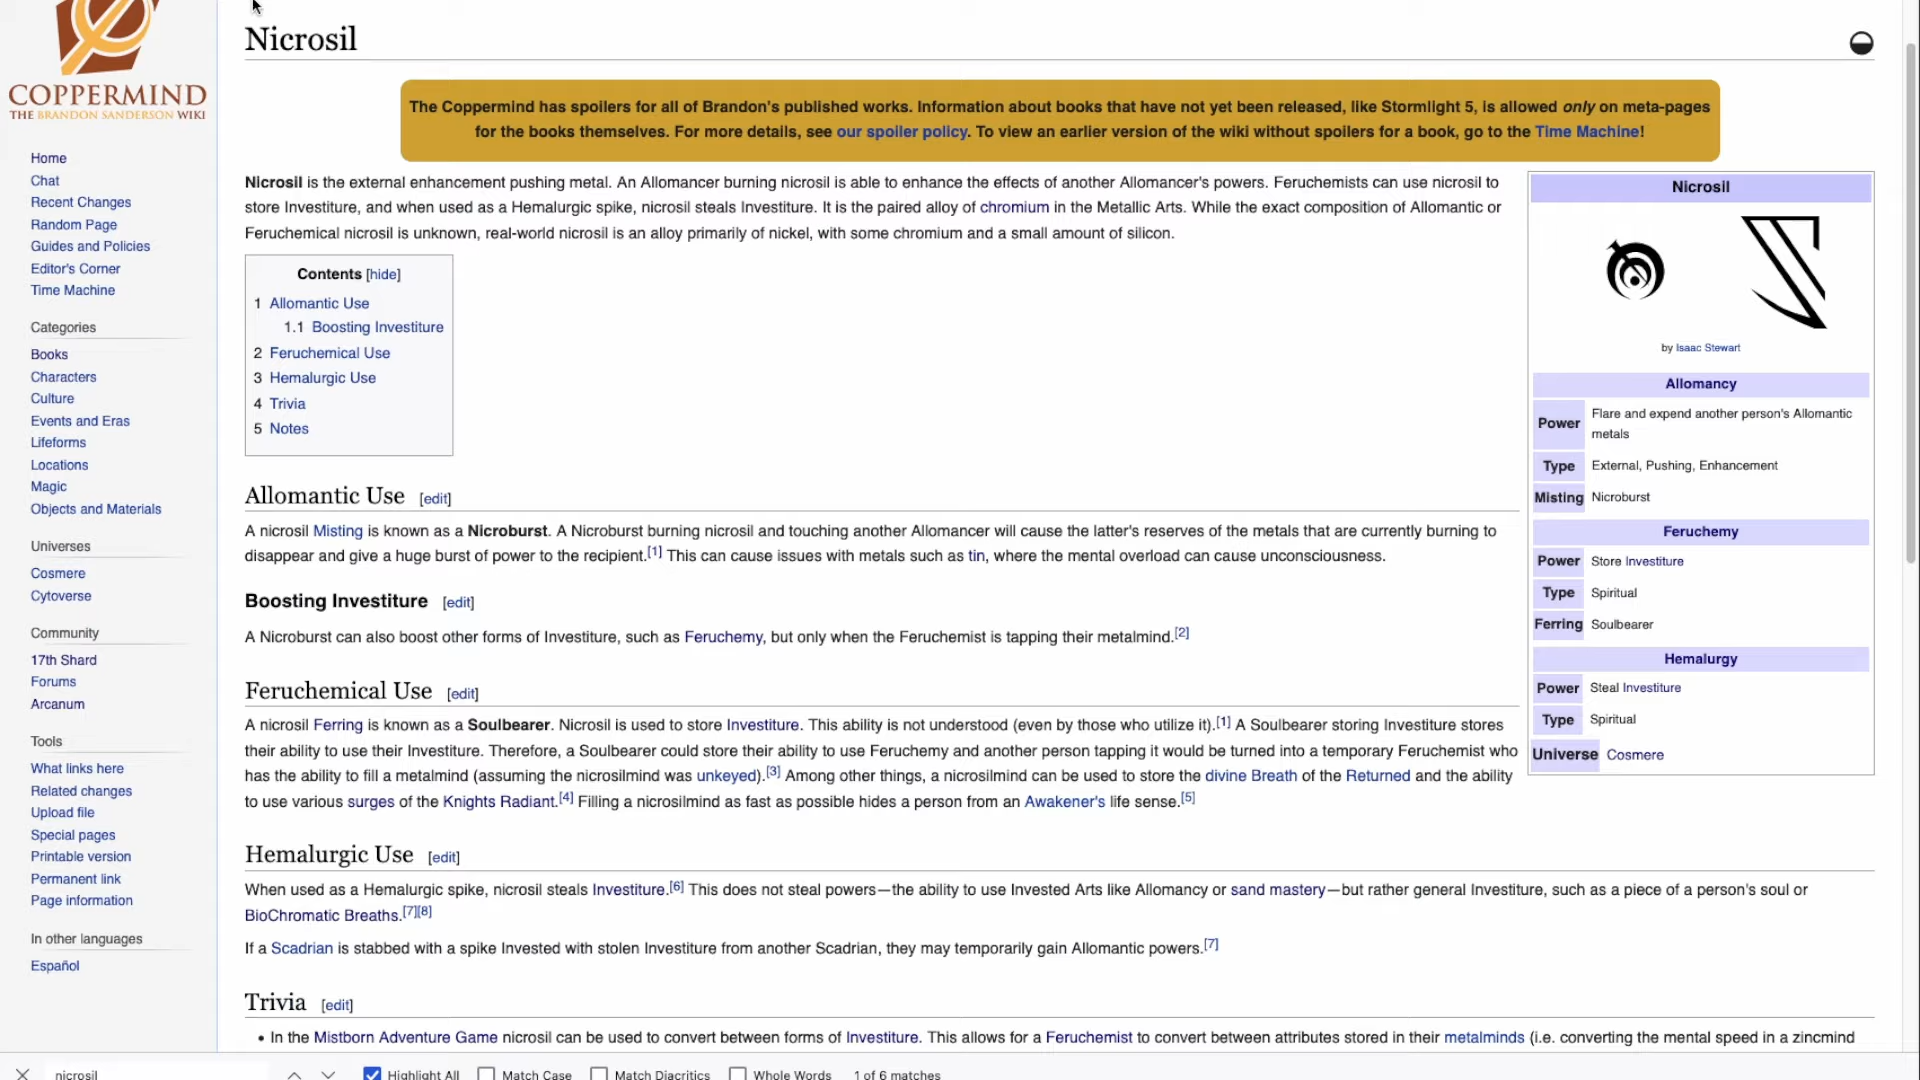 COPPERMIND
THE BRANDON SANDERSON WIKI
Home
Chat
Recent Changes
Random Page
Guides and Policies
Editor's Corner
Time Machine
Categories
Books
Characters
Culture
Events and Eras
Lifeforms
Locations
Magic
Objects and Materials
Universes
Cosmere
Cytoverse
Community
17th Shard
Forums
Arcanum
Tools
What links here
Related changes
Upload file
Special pages
Printable version
Permanent link
Page information
In other languages
Español
Nicrosil
The Coppermind has spoilers for all of Brandon's published works. Information about books that have not yet been released, like Stormlight 5, is allowed only on meta-pages
for the books themselves. For more details, see our spoiler policy. To view an earlier version of the wiki without spoilers for a book, go to the Time Machine!
Nicrosil is the external enhancement pushing metal. An Allomancer burning nicrosil is able to enhance the effects of another Allomancer's powers. Feruchemists can use nicrosil to
store Investiture, and when used as a Hemalurgic spike, nicrosil steals Investiture. It is the paired alloy of chromium in the Metallic Arts. While the exact composition of Allomantic or
Feruchemical nicrosil is unknown, real-world nicrosil is an alloy primarily of nickel, with some chromium and a small amount of silicon.
Contents [hide]
1 Allomantic Use
1.1 Boosting Investiture
2 Feruchemical Use
3 Hemalurgic Use
4 Trivia
5 Notes
Allomantic Use [edit]
A nicrosil Misting is known as a Nicroburst. A Nicroburst burning nicrosil and touching another Allomancer will cause the latter's reserves of the metals that are currently burning to
disappear and give a huge burst of power to the recipient.[1] This can cause issues with metals such as tin, where the mental overload can cause unconsciousness.
Boosting Investiture [edit]
A Nicroburst can also boost other forms of Investiture, such as Feruchemy, but only when the Feruchemist is tapping their metalmind.[2]
Feruchemical Use [edit]
A nicrosil Ferring is known as a Soulbearer. Nicrosil is used to store Investiture. This ability is not understood (even by those who utilize it).[1] A Soulbearer storing Investiture stores
their ability to use their Investiture. Therefore, a Soulbearer could store their ability to use Feruchemy and another person tapping it would be turned into a temporary Feruchemist who
has the ability to fill a metalmind (assuming the nicrosilmind was unkeyed).[3] Among other things, a nicrosilmind can be used to store the divine Breath of the Returned and the ability
to use various surges of the Knights Radiant.[4] Filling a nicrosilmind as fast as possible hides a person from an Awakener's life sense.[5]
Hemalurgic Use [edit]
When used as a Hemalurgic spike, nicrosil steals Investiture.[6] This does not steal powers—the ability to use Invested Arts like Allomancy or sand mastery—but rather general Investiture, such as a piece of a person's soul or
BioChromatic Breaths.[7][8]
If a Scadrian is stabbed with a spike Invested with stolen Investiture from another Scadrian, they may temporarily gain Allomantic powers.[7]
Trivia [edit]
• In the Mistborn Adventure Game nicrosil can be used to convert between forms of Investiture. This allows for a Feruchemist to convert between attributes stored in their metalminds (i.e. converting the mental speed in a zincmind
Nicrosil
by Isaac Stewart
Allomancy
Power Flare and expend another person's Allomantic
metals
Type External, Pushing, Enhancement
Misting Nicroburst
Feruchemy
Power Store Investiture
Type Spiritual
Ferring Soulbearer
Hemalurgy
Power Steal Investiture
Type Spiritual
Universe Cosmere
nicrosil Highlight All Match Case Match Diacritics Whole Words 1 of 6 matches